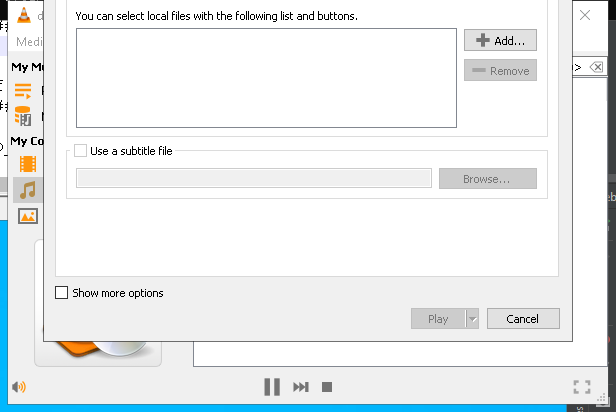 You can select local files with the following list and buttons.
Add...
Remove
Use a subtitle file
Browse...
Show more options
Play
Cancel
Medi
My M
My Co